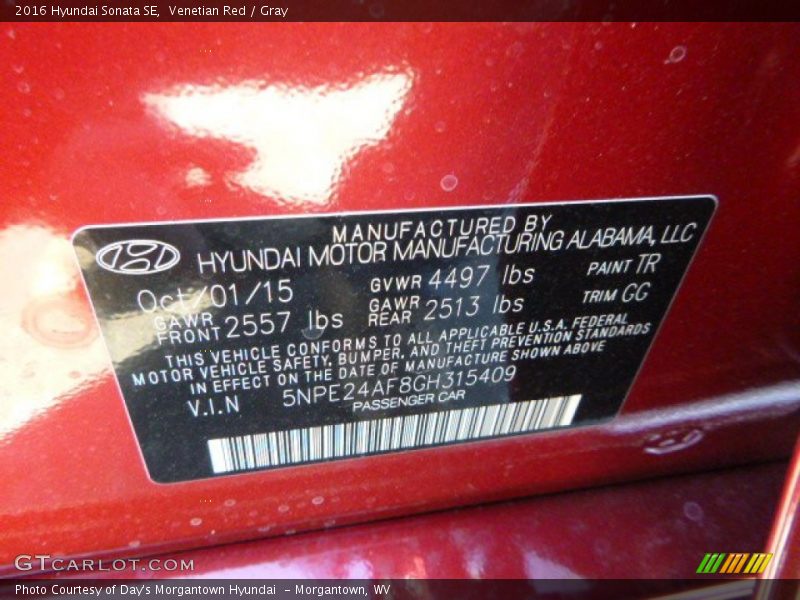 2016 Hyundai Sonata SE,  Venetian Red / Gray
MANUFACTURED BY
HYUNDAI MOTOR MANUFACTURING ALABAMA, LLC
Oct/01/15 GVWR 4497 lbs PAINT TR
GAWR FRONT 2557 lbs GAWR REAR 2513 lbs TRIM GG
THIS VEHICLE CONFORMS TO ALL APPLICABLE U.S.A. FEDERAL
MOTOR VEHICLE SAFETY, BUMPER, AND THEFT PREVENTION STANDARDS
IN EFFECT ON THE DATE OF MANUFACTURE SHOWN ABOVE
V.I.N 5NPE24AF8GH315409
PASSENGER CAR
GTCARLOT.COM
Photo Courtesy of Day's Morgantown Hyundai  - Morgantown, WV